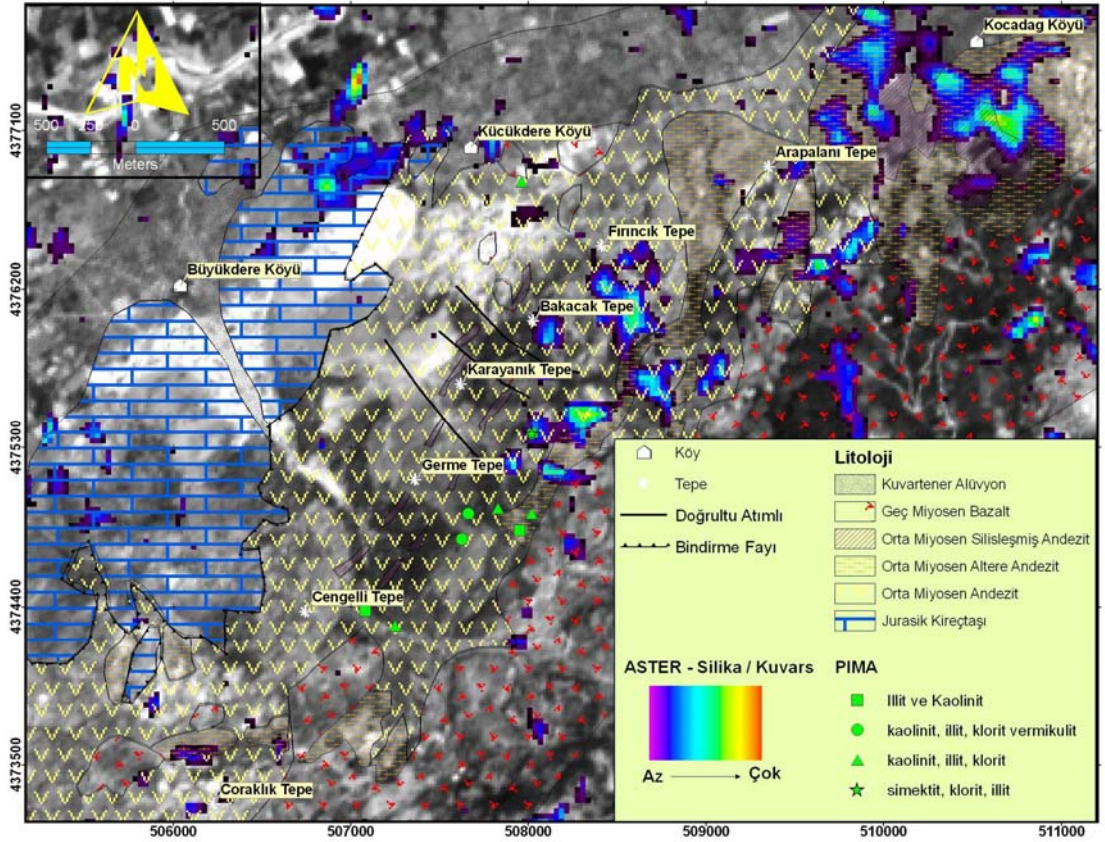 Kocadag Köyü
N
500 250 0 500
Meters
Kücükdere Köyü
Arapalanı Tepe
Fırıncık Tepe
Büyükdere Köyü
Bakacak Tepe
Karayanık Tepe
Germe Tepe
Cengelli Tepe
Coraklık Tepe
4377100
4376200
4375300
4374400
4373500
506000 507000 508000 509000 510000 511000
Köy
Tepe
Doğrultu Atımlı
Bindirme Fayı
Litoloji
Kuvartener Alüvyon
Geç Miyosen Bazalt
Orta Miyosen Silisleşmiş Andezit
Orta Miyosen Altere Andezit
Orta Miyosen Andezit
Jurasik Kireçtaşı
ASTER - Silika / Kuvars
Az Çok
PIMA
Illit ve Kaolinit
kaolinit, illit, klorit vermikulit
kaolinit, illit, klorit
simektit, klorit, illit